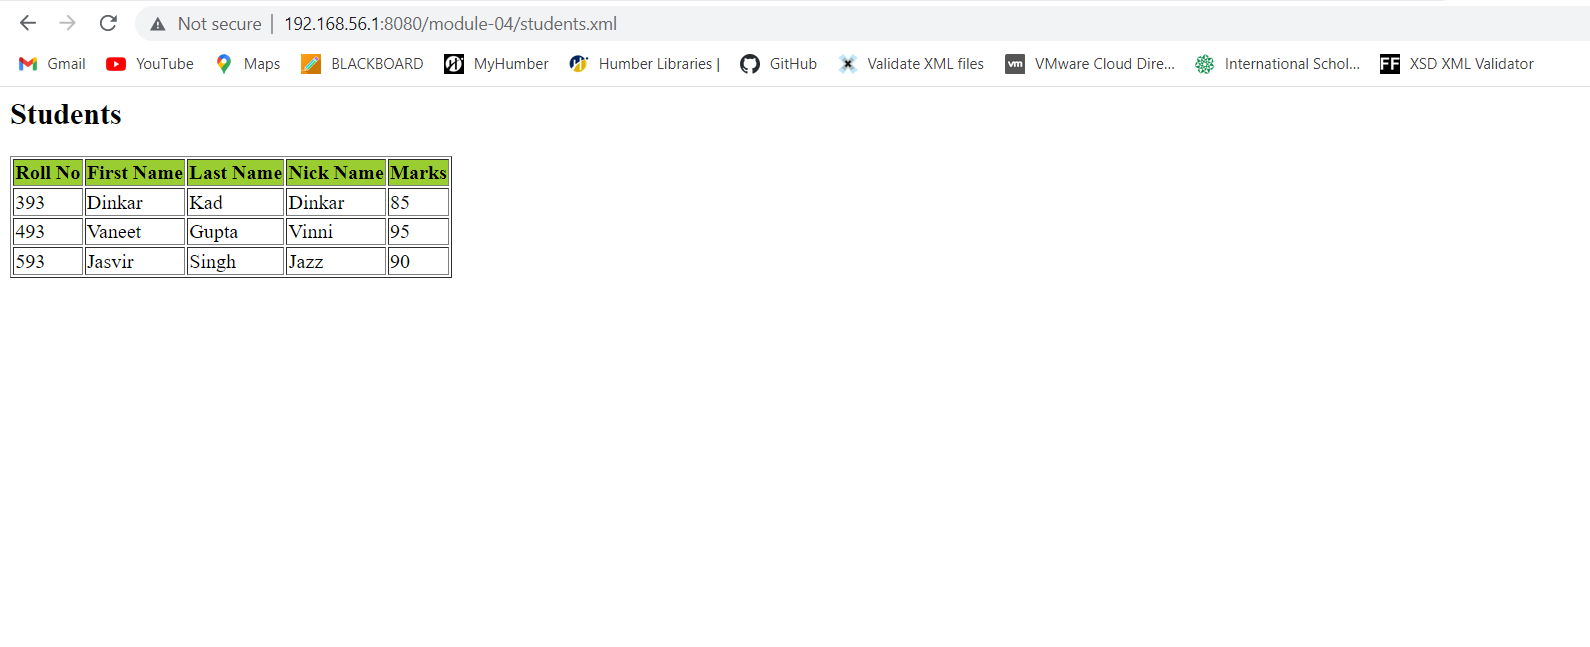 Not secure | 192.168.56.1:8080/module-04/students.xml
Gmail YouTube Maps BLACKBOARD MyHumber Humber Libraries | GitHub Validate XML files vm VMware Cloud Dire... International Schol... FF XSD XML Validator
Students
Roll No First Name Last Name Nick Name Marks
393 Dinkar Kad Dinkar 85
493 Vaneet Gupta Vinni 95
593 Jasvir Singh Jazz 90